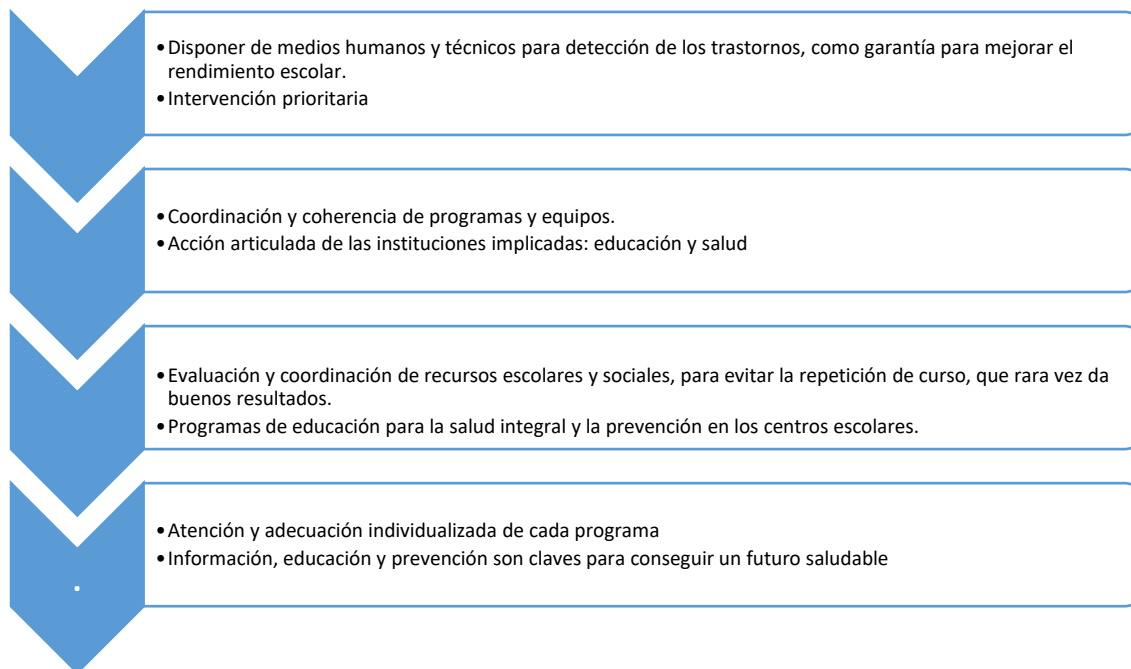 •Disponer de medios humanos y técnicos para detección de los trastornos, como garantía para mejorar el
rendimiento escolar.
•Intervención prioritaria
•Coordinación y coherencia de programas y equipos.
•Acción articulada de las instituciones implicadas: educación y salud
•Evaluación y coordinación de recursos escolares y sociales, para evitar la repetición de curso, que rara vez da
buenos resultados.
•Programas de educación para la salud integral y la prevención en los centros escolares.
•Atención y adecuación individualizada de cada programa
•Información, educación y prevención son claves para conseguir un futuro saludable
.